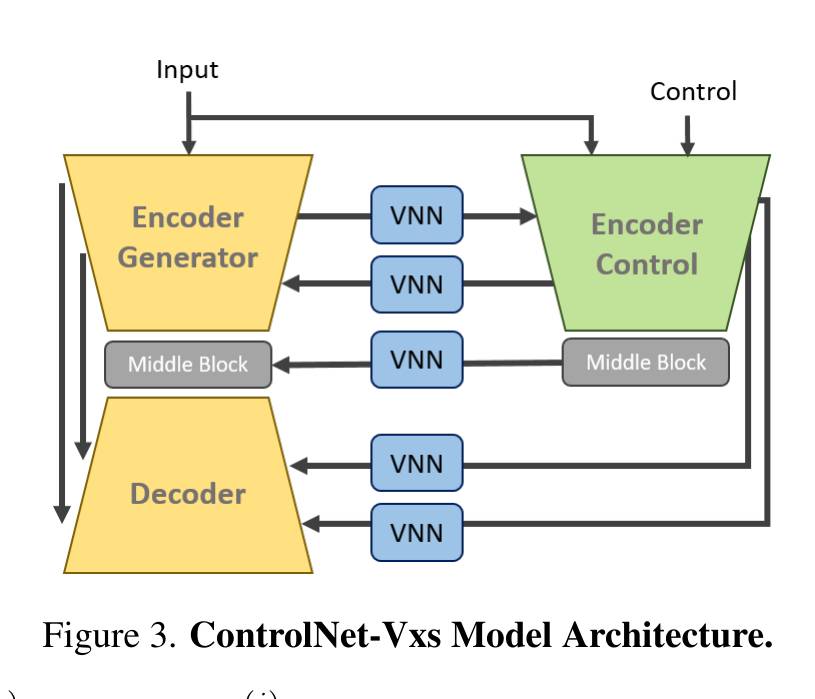 Input
Control
Encoder
Generator
VNN
Encoder
Control
VNN
Middle Block
VNN
Middle Block
Decoder
VNN
VNN
Figure 3. ControlNet-Vxs Model Architecture.